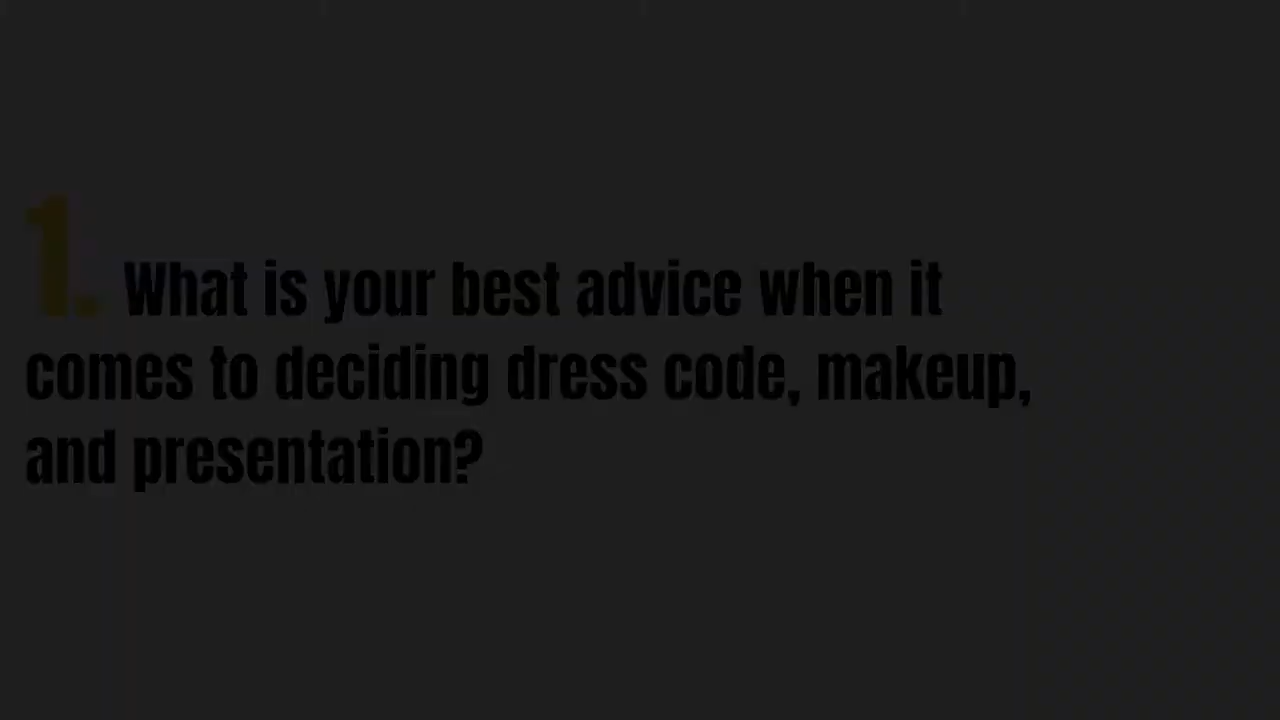 1. What is your best advice when it
comes to deciding dress code, makeup,
and presentation?